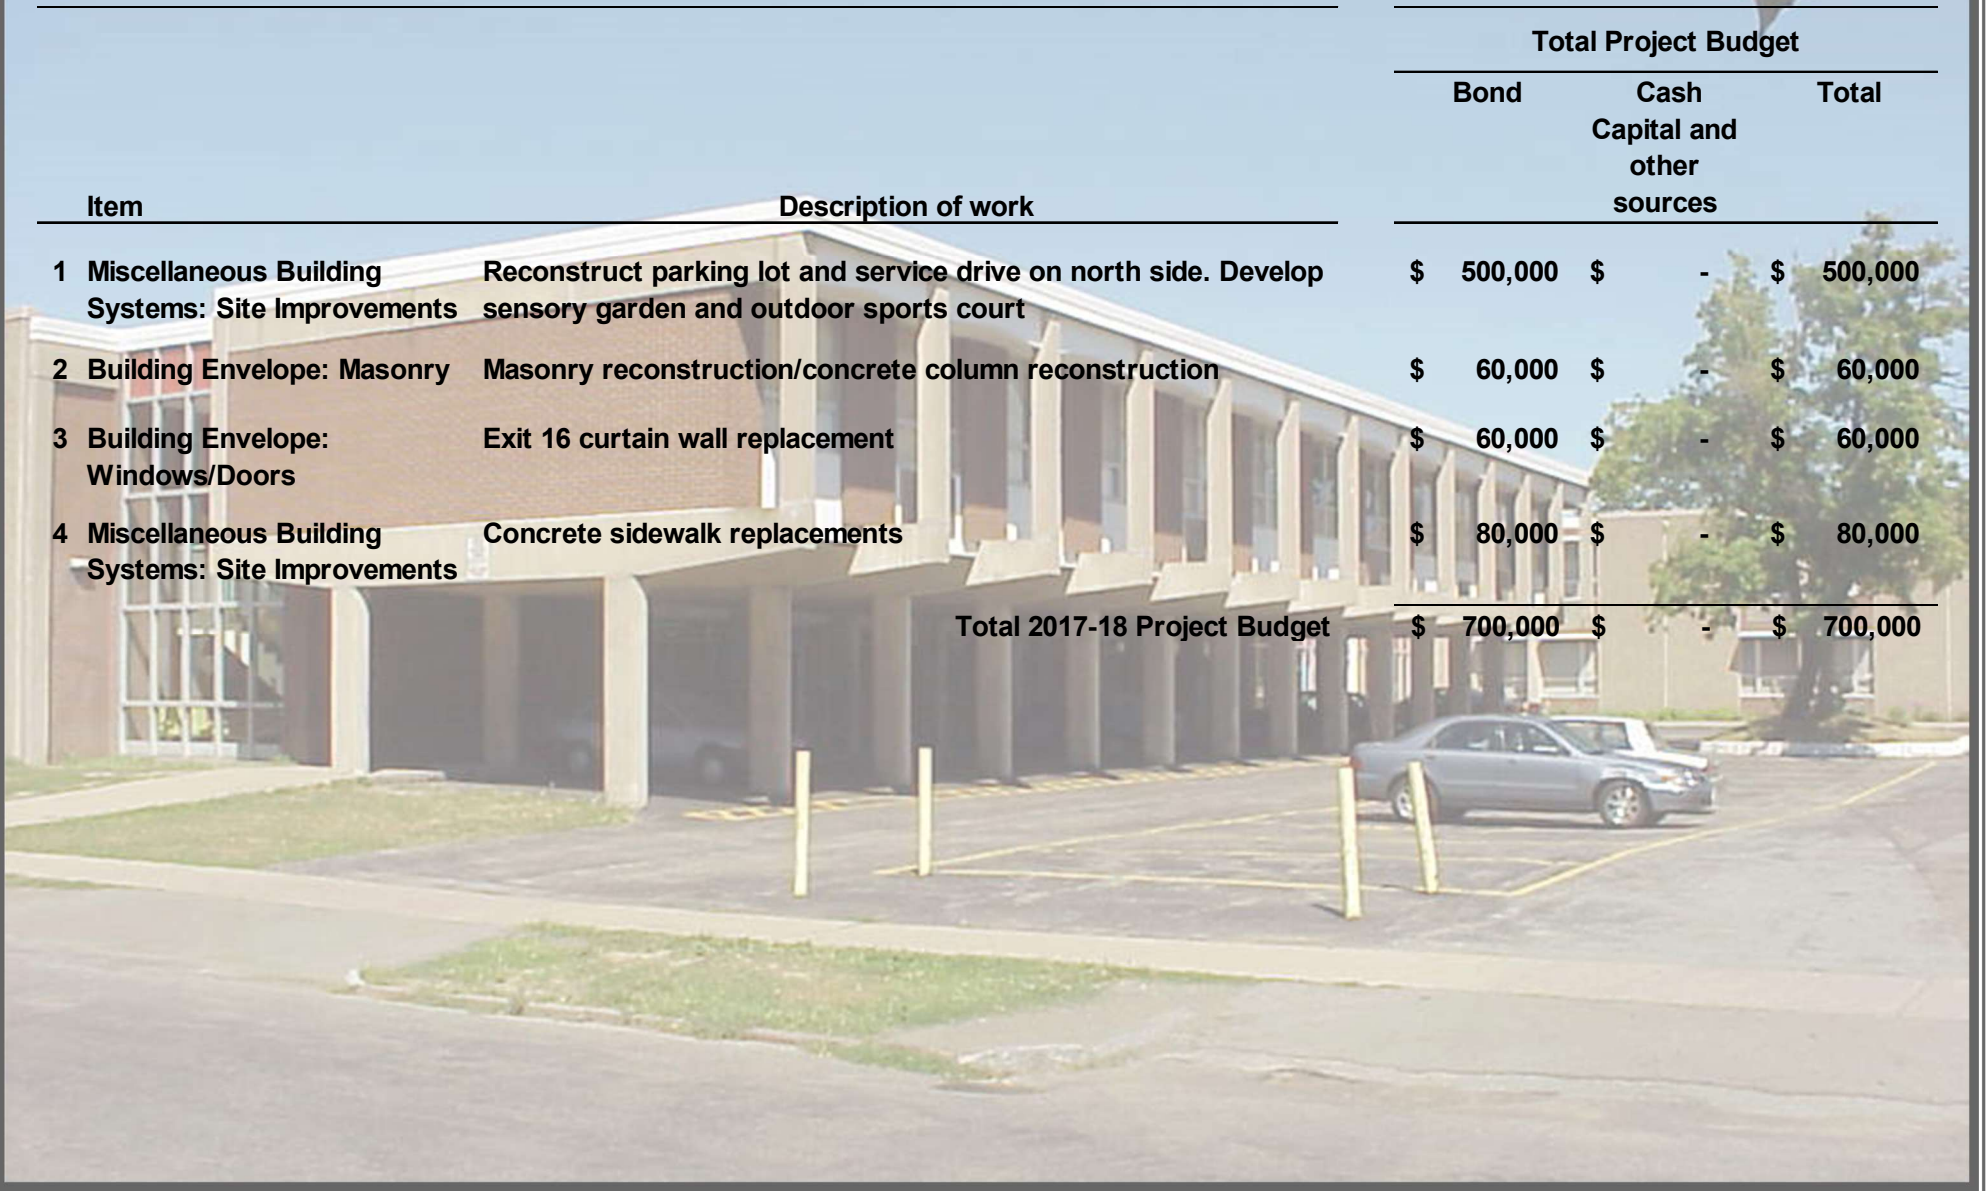 Total Project Budget
Bond Cash Total
Capital and
other
Item Description of work sources
1 Miscellaneous Building Reconstruct parking lot and service drive on north side. Develop $ 500,000 $ - $ 500,000
Systems: Site Improvements sensory garden and outdoor sports court
2 Building Envelope: Masonry Masonry reconstruction/concrete column reconstruction $ 60,000 $ - $ 60,000
3 Building Envelope: Exit 16 curtain wall replacement $ 60,000 $ - $ 60,000
Windows/Doors
4 Miscellaneous Building Concrete sidewalk replacements $ 80,000 $ - $ 80,000
Systems: Site Improvements
Total 2017-18 Project Budget $ 700,000 $ - $ 700,000